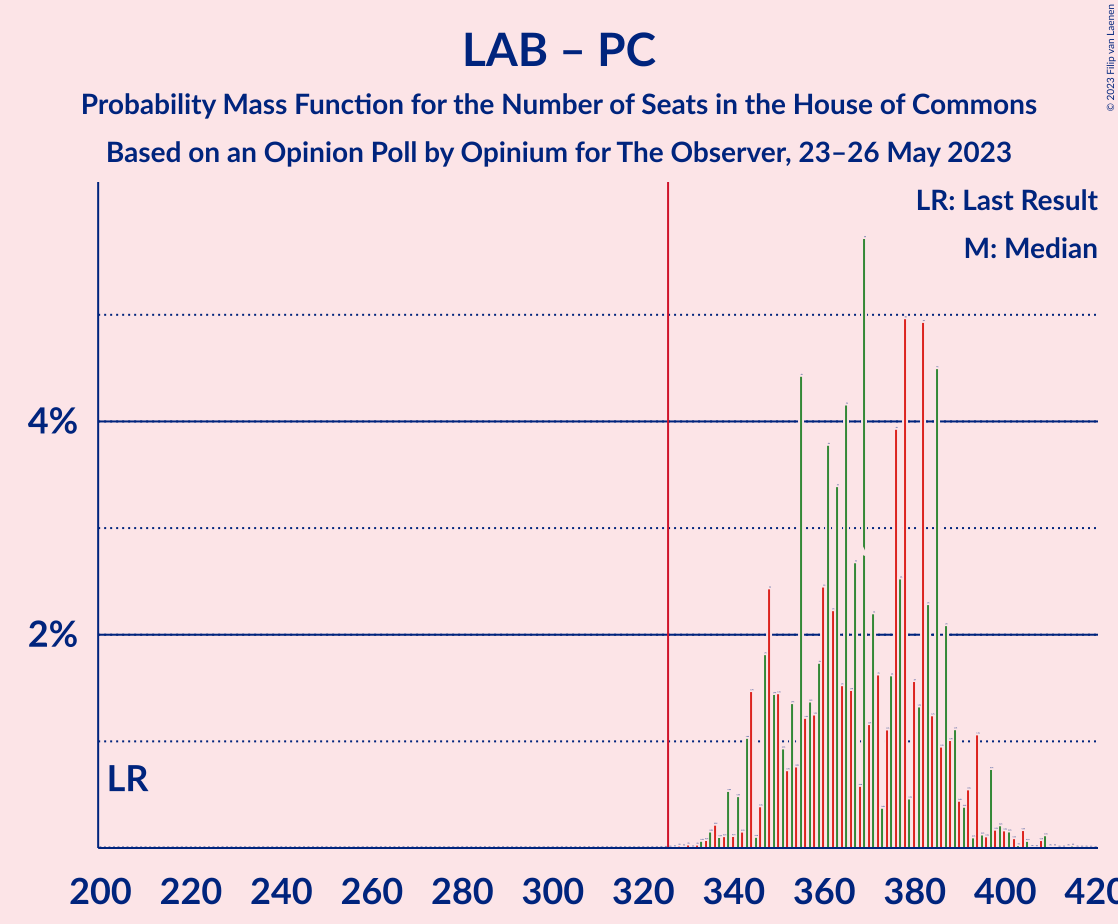 LAB – PC
Probability Mass Function for the Number of Seats in the House of Commons
Based on an Opinion Poll by Opinium for The Observer, 23–26 May 2023
© 2023 Filip van Laenen
LR: Last Result
M: Median
4%
2%
LR
200 220 240 260 280 300 320 340 360 380 400 420